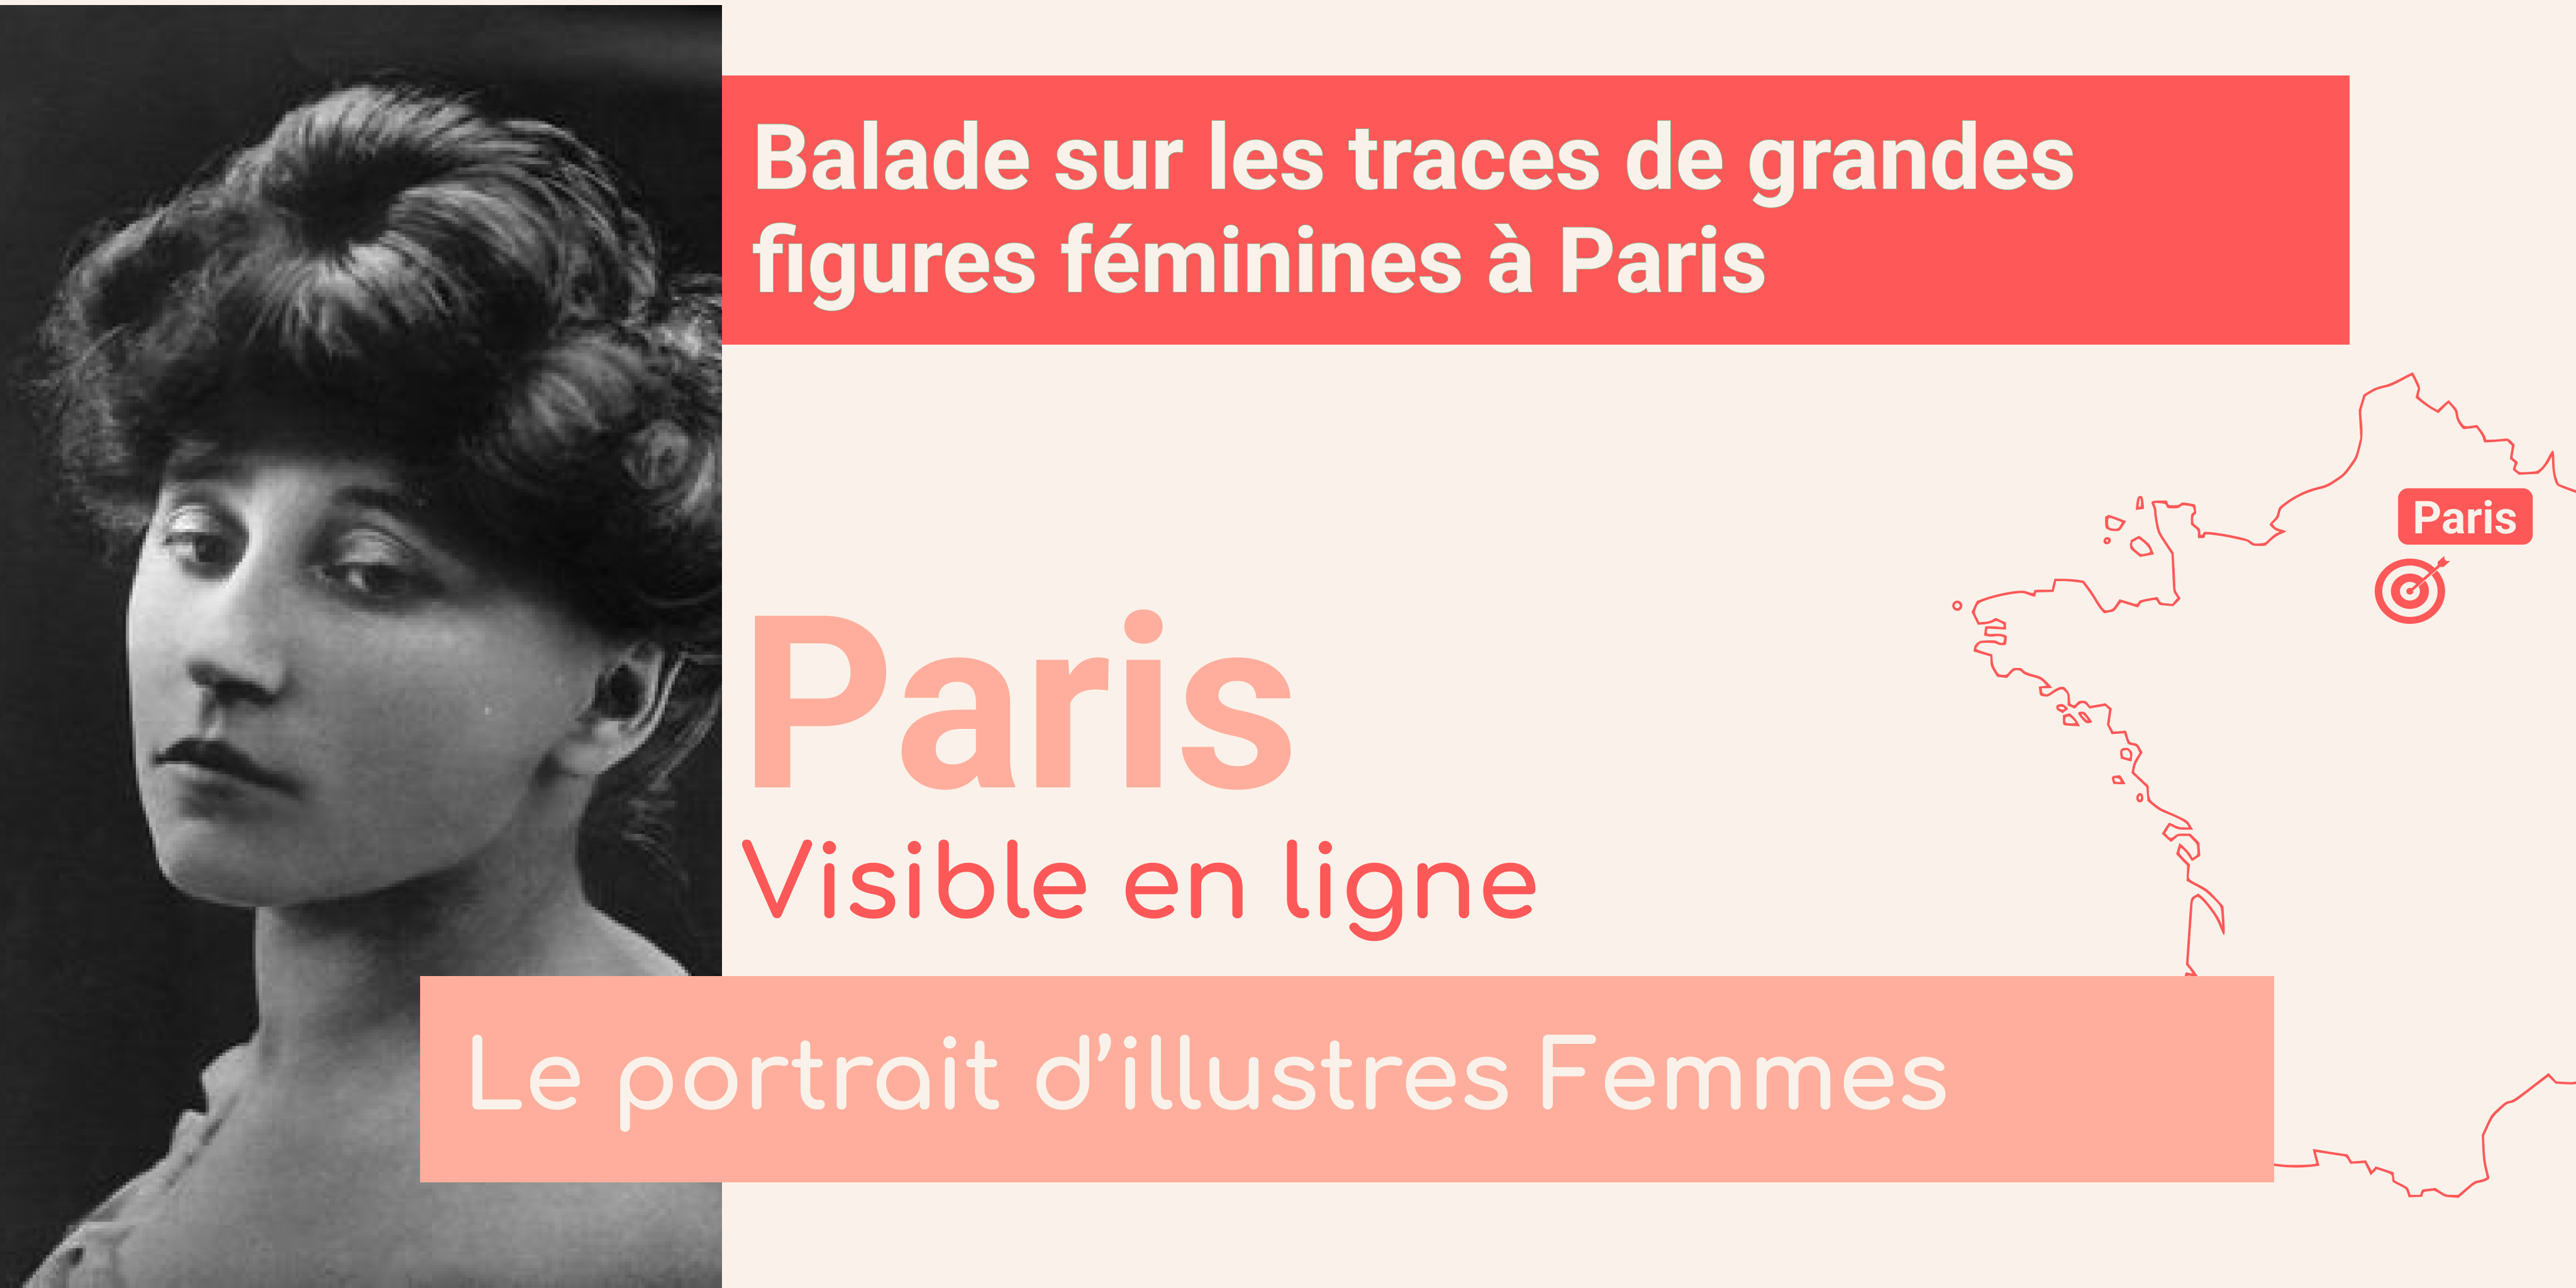 Balade sur les traces de grandes
figures féminines à Paris
Paris
Paris
Visible en ligne
Le portrait d’illustres Femmes